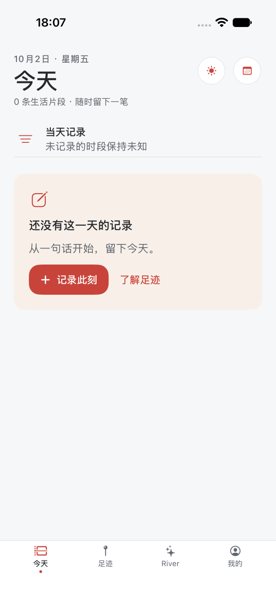 18:07
10月2日 · 星期五
今天
0 条生活片段 · 随时留下一笔
当天记录
未记录的时段保持未知
还没有这一天的记录
从一句话开始，留下今天。
+ 记录此刻
了解足迹
今天
足迹
River
我的